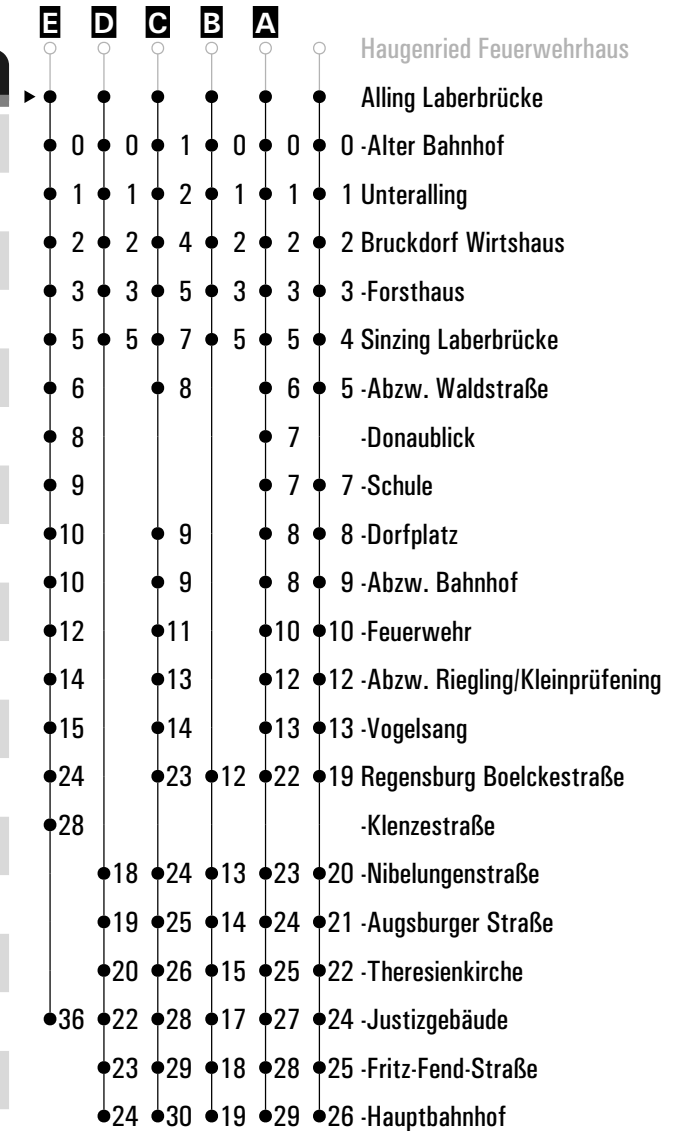 E D C B A
Haugenried Feuerwehrhaus
Alling Laberbrücke
0 0 1 0 0 0 -Alter Bahnhof
1 1 2 1 1 1 Unteralling
2 2 4 2 2 2 Bruckdorf Wirtshaus
3 3 5 3 3 3 -Forsthaus
5 5 7 5 5 4 Sinzing Laberbrücke
6 8 6 5 -Abzw. Waldstraße
8 7 -Donaublick
9 7 7 -Schule
10 9 8 8 -Dorfplatz
10 9 8 9 -Abzw. Bahnhof
12 11 10 10 -Feuerwehr
14 13 12 12 -Abzw. Riegling/Kleinprüfening
15 14 13 13 -Vogelsang
24 23 12 22 19 Regensburg Boelckestraße
28 -Klenzestraße
18 24 13 23 20 -Nibelungenstraße
19 25 14 24 21 -Augsburger Straße
20 26 15 25 22 -Theresienkirche
36 22 28 17 27 24 -Justizgebäude
23 29 18 28 25 -Fritz-Fend-Straße
24 30 19 29 26 -Hauptbahnhof